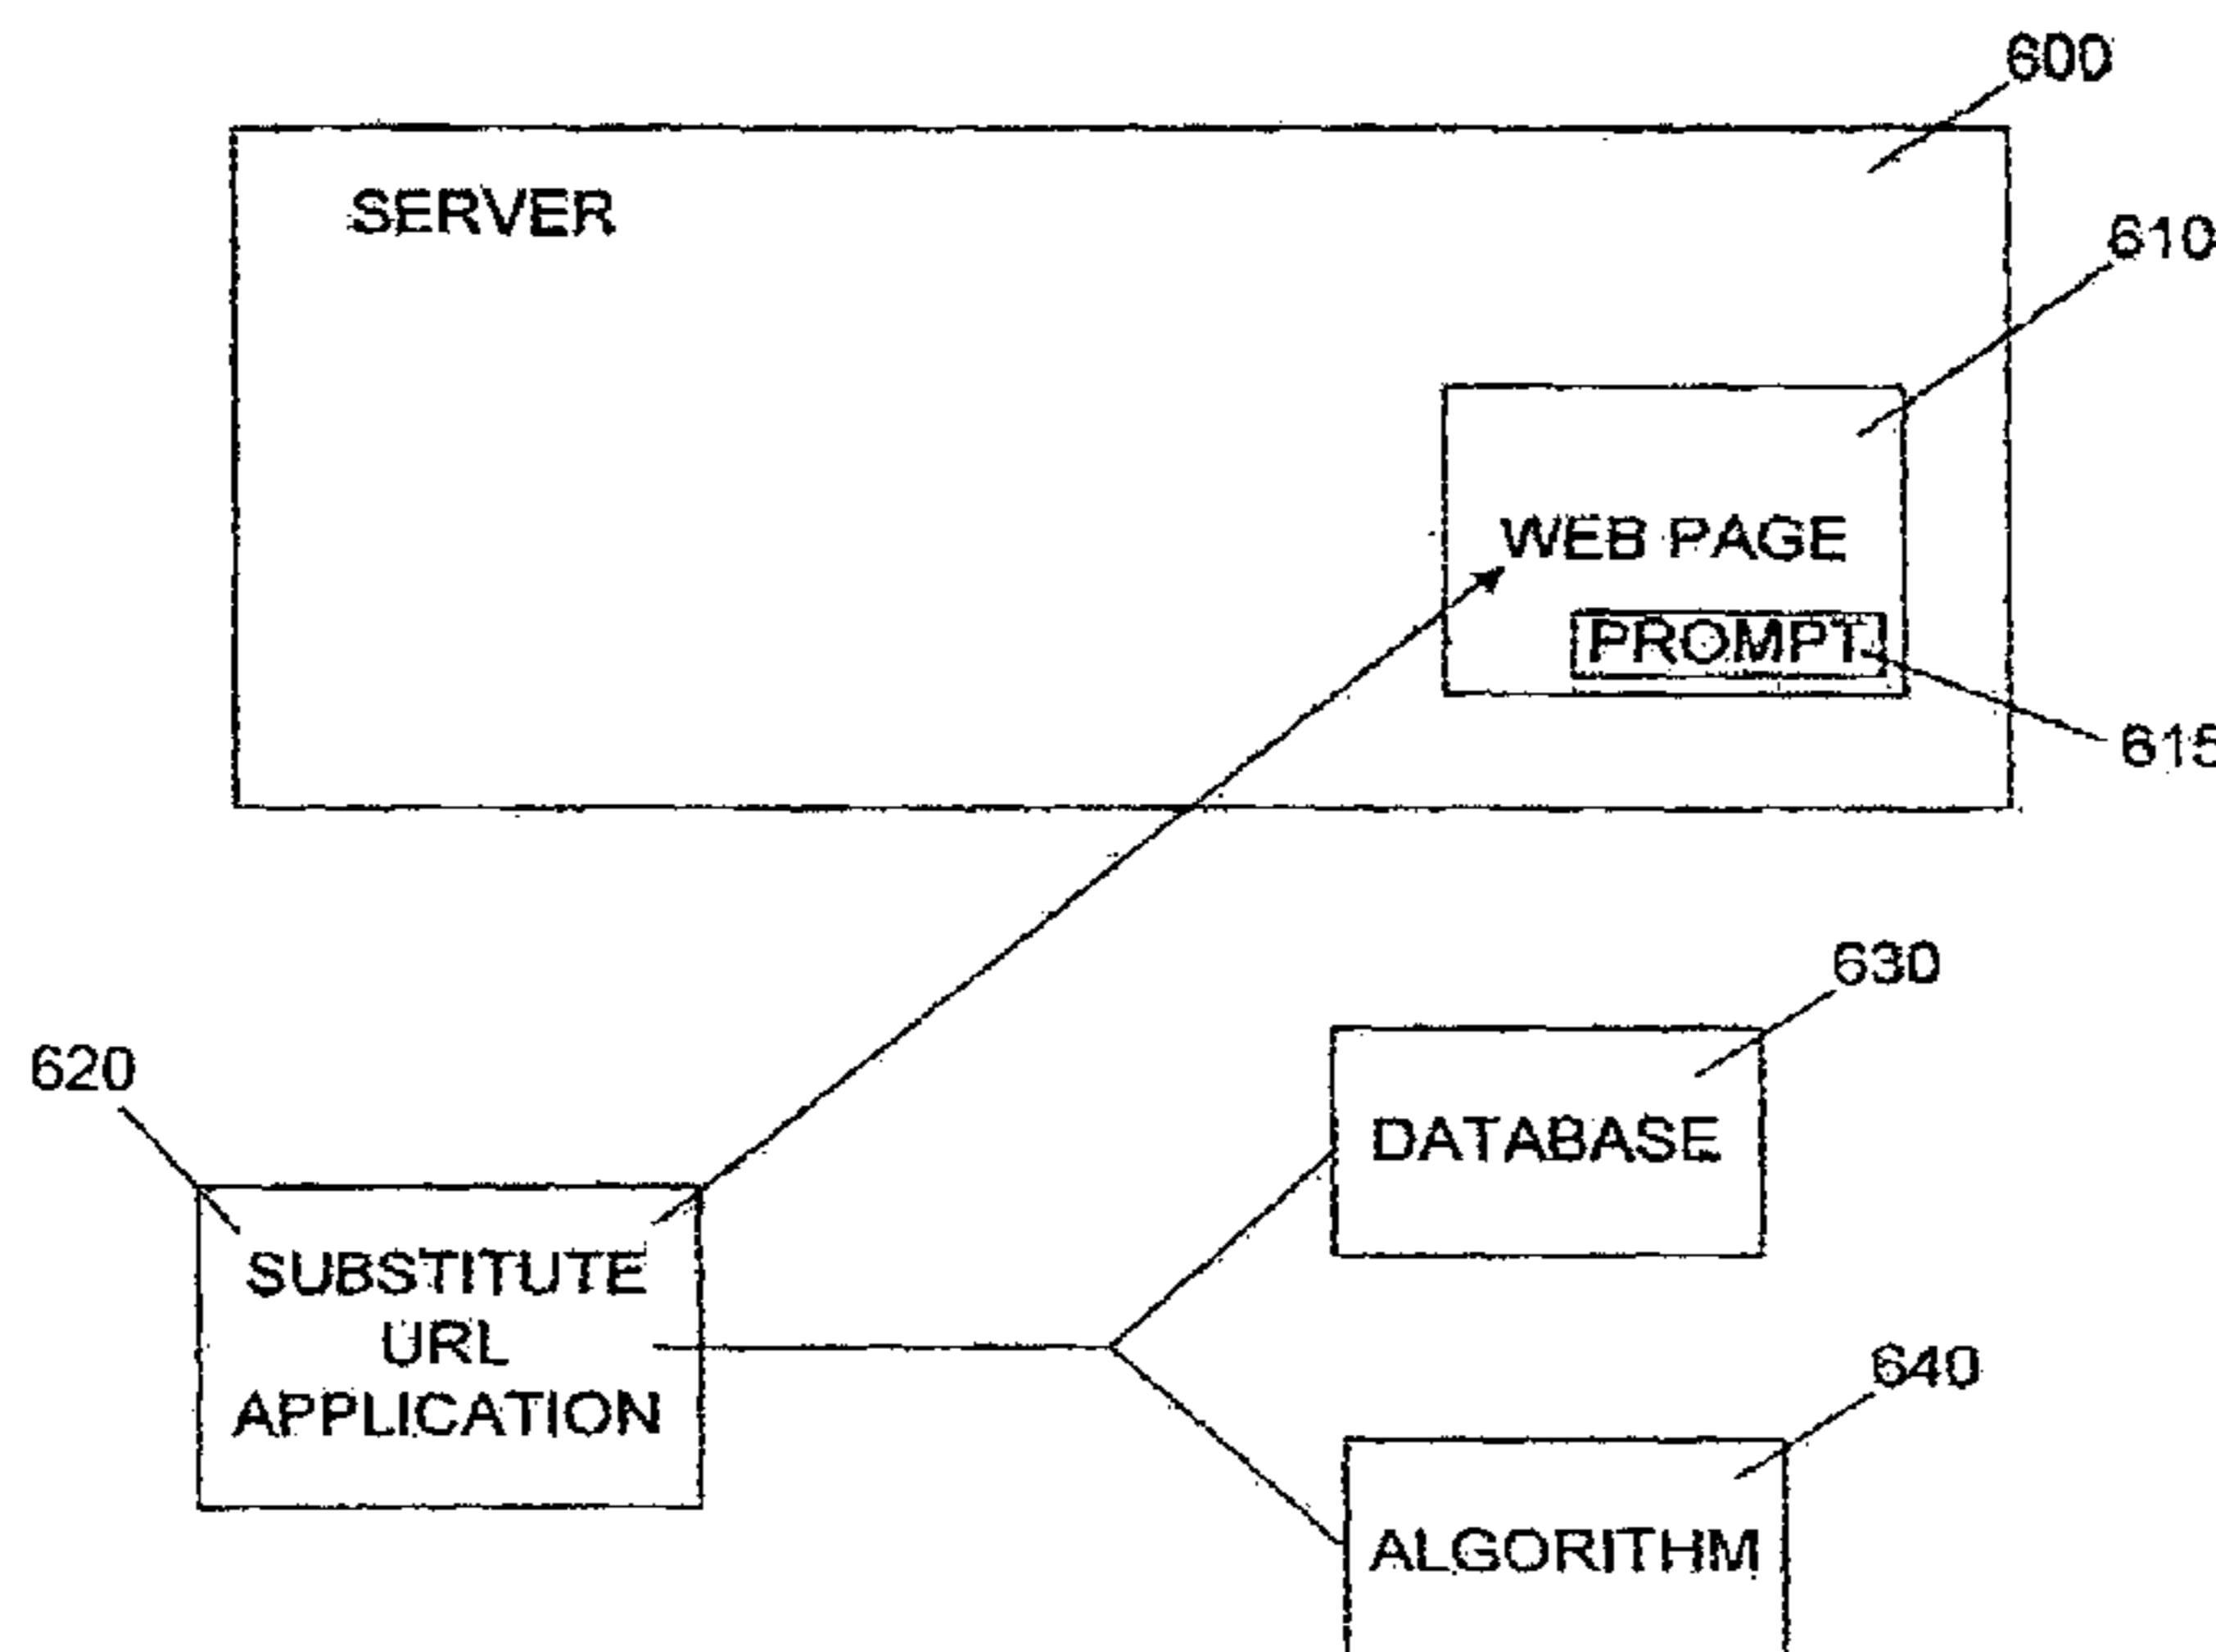 600
SERVER
610
WEB PAGE
PROMPT
615
630
620
DATABASE
SUBSTITUTE
URL
APPLICATION
640
ALGORITHM